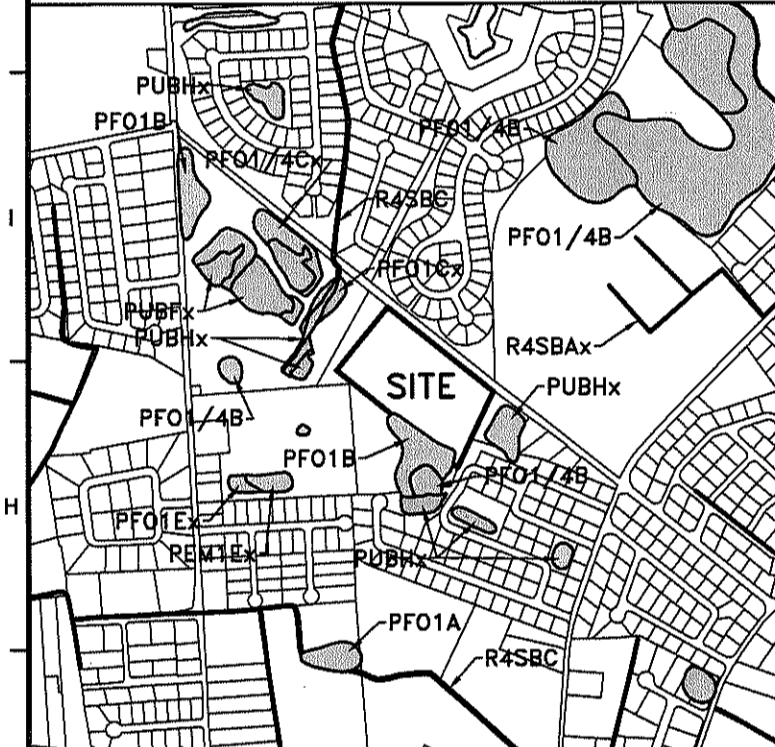 PUBHx
PFO1B
PFO1/4B
PFO1/4Cx
I
R4SBC
PFO1/4B
PFO1Cx
PUBFx
PUBHx
R4SBAx
SITE
PUBHx
PFO1/4B
PFO1B
PFO1/4B
H
PFO1Ex
PEM1Ex
PUBHx
PFO1A
R4SBC